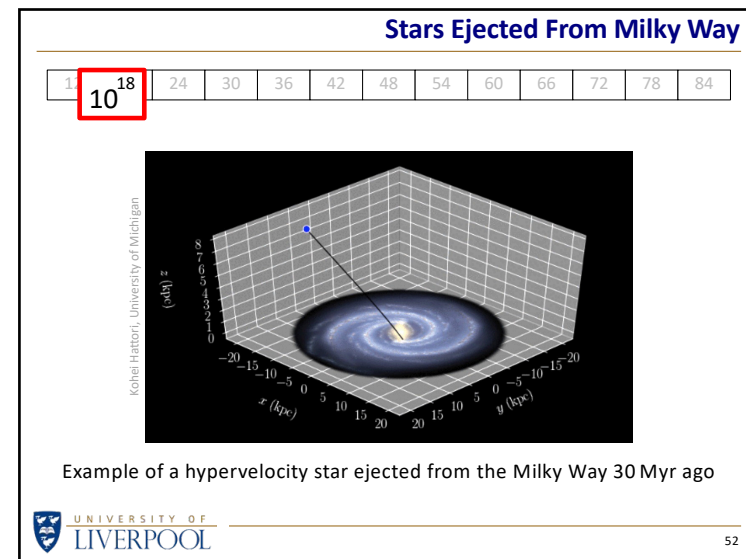 Stars Ejected From Milky Way
12 10^18 24 30 36 42 48 54 60 66 72 78 84
Kohei Hattori, University of Michigan
8
7
6
5
4
3
2
1
0
z (kpc)
−20 −15 −10 −5 0 5 10 15 20
x (kpc)
20 15 10 5 0 −5 −10 −15 −20
y (kpc)
Example of a hypervelocity star ejected from the Milky Way 30 Myr ago
UNIVERSITY OF
LIVERPOOL
52